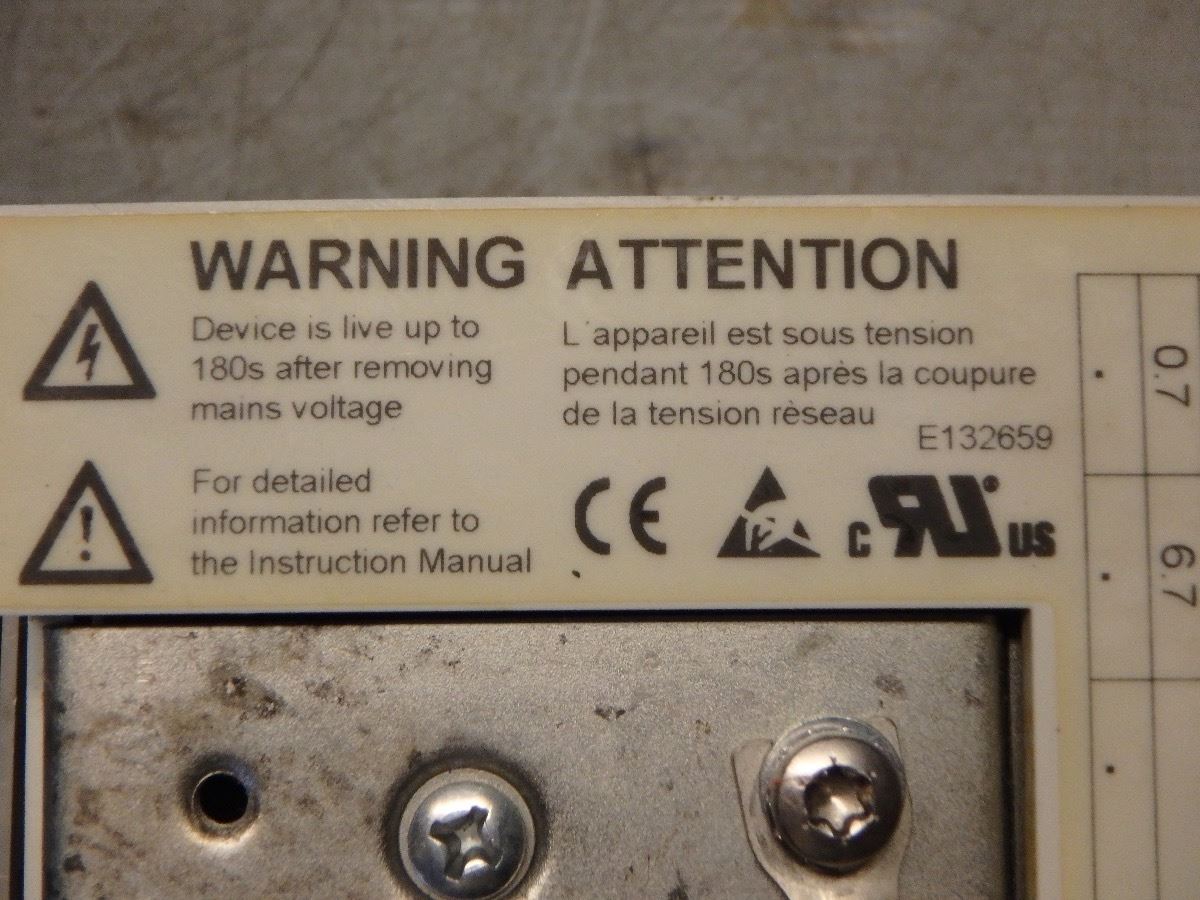 WARNING
Device is live up to
180s after removing
mains voltage
For detailed
information refer to
the Instruction Manual
ATTENTION
L'appareil est sous tension
pendant 180s après la coupure
de la tension rèseau
E132659
CE
c RU ® US
0.7
6.7